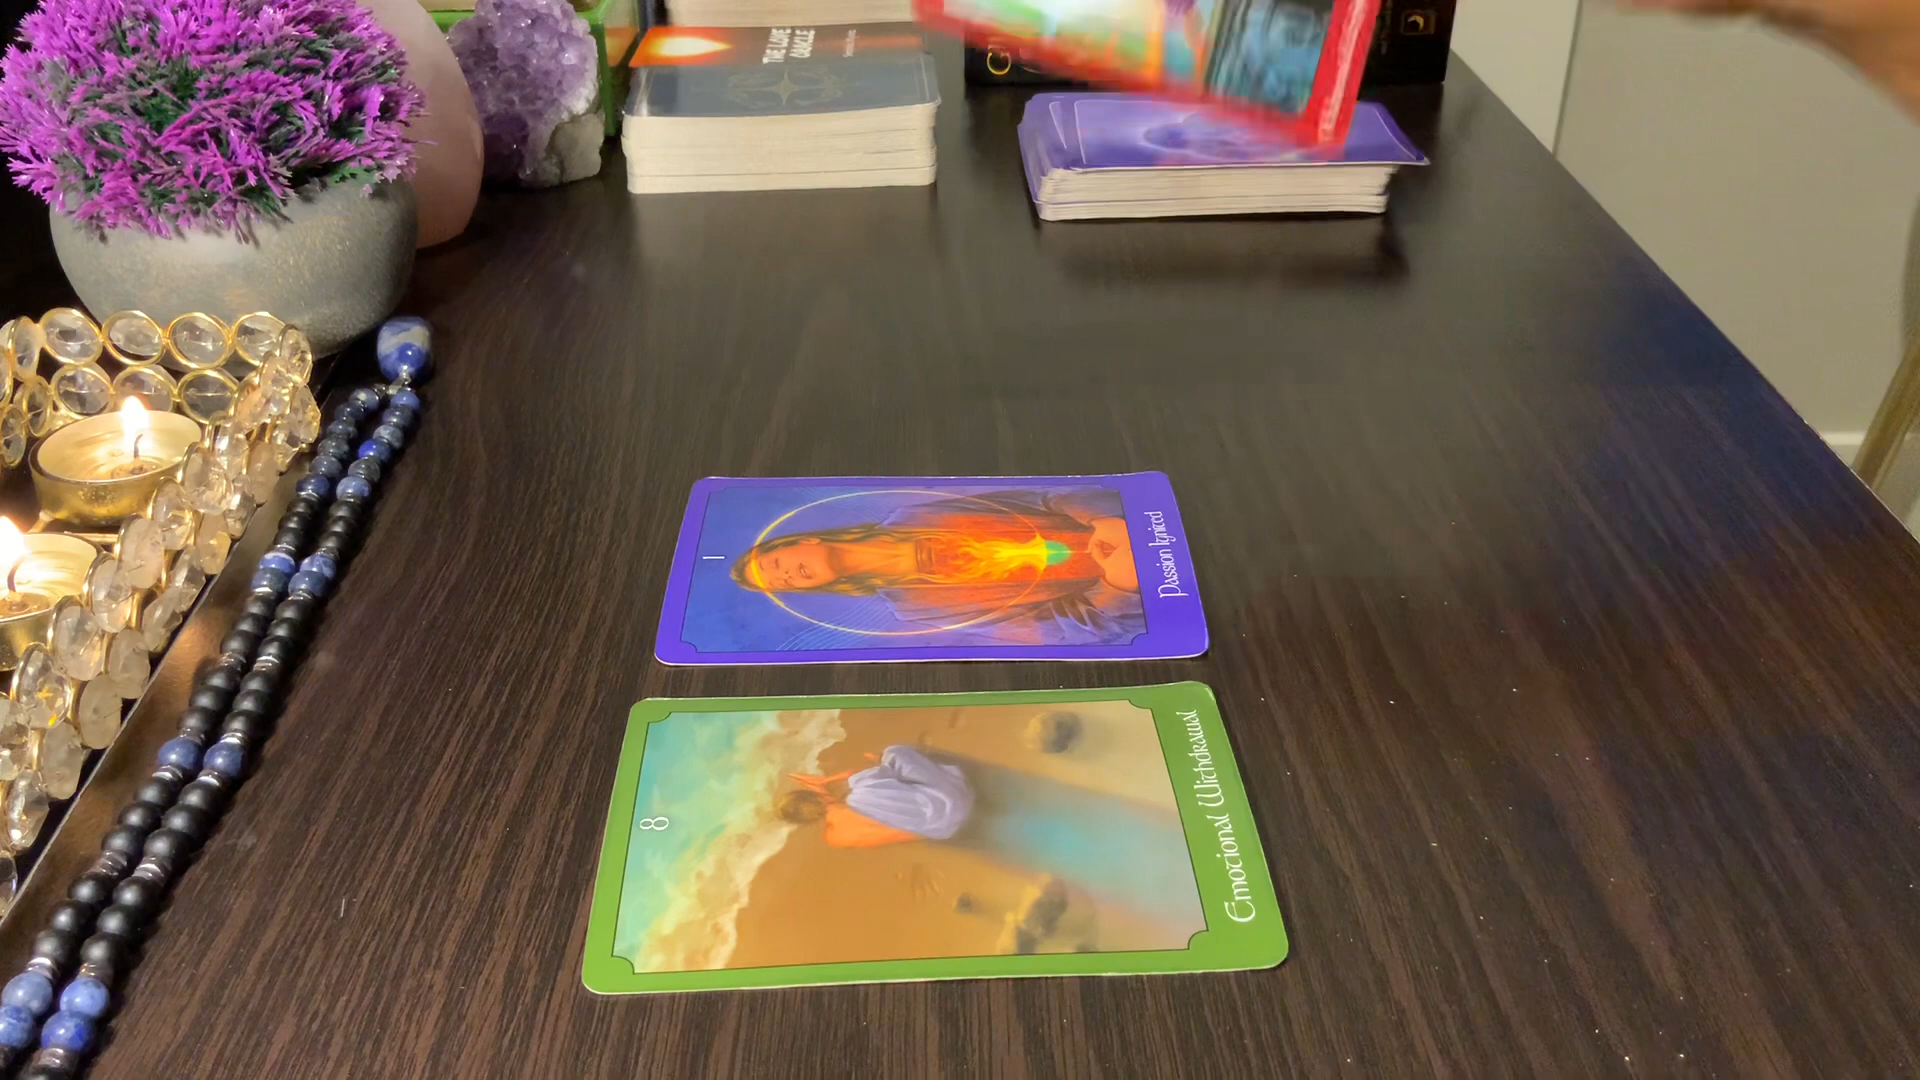 THE LOVE
ORACLE
1
Passion Ignited
8
Emotional Withdrawal